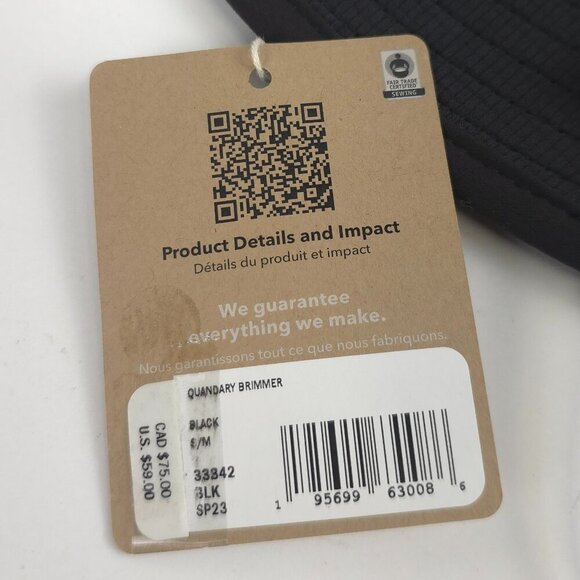 FAIR TRADE
CERTIFIED
SEWING
Product Details and Impact
Détails du produit et impact
We guarantee
everything we make.
Nous garantissons tout ce que nous fabriquons.
QUANDARY BRIMMER
BLACK
S/M
33342
BLK
SP23
CAD $75.00
U.S. $59.00
1 95699 63008 6